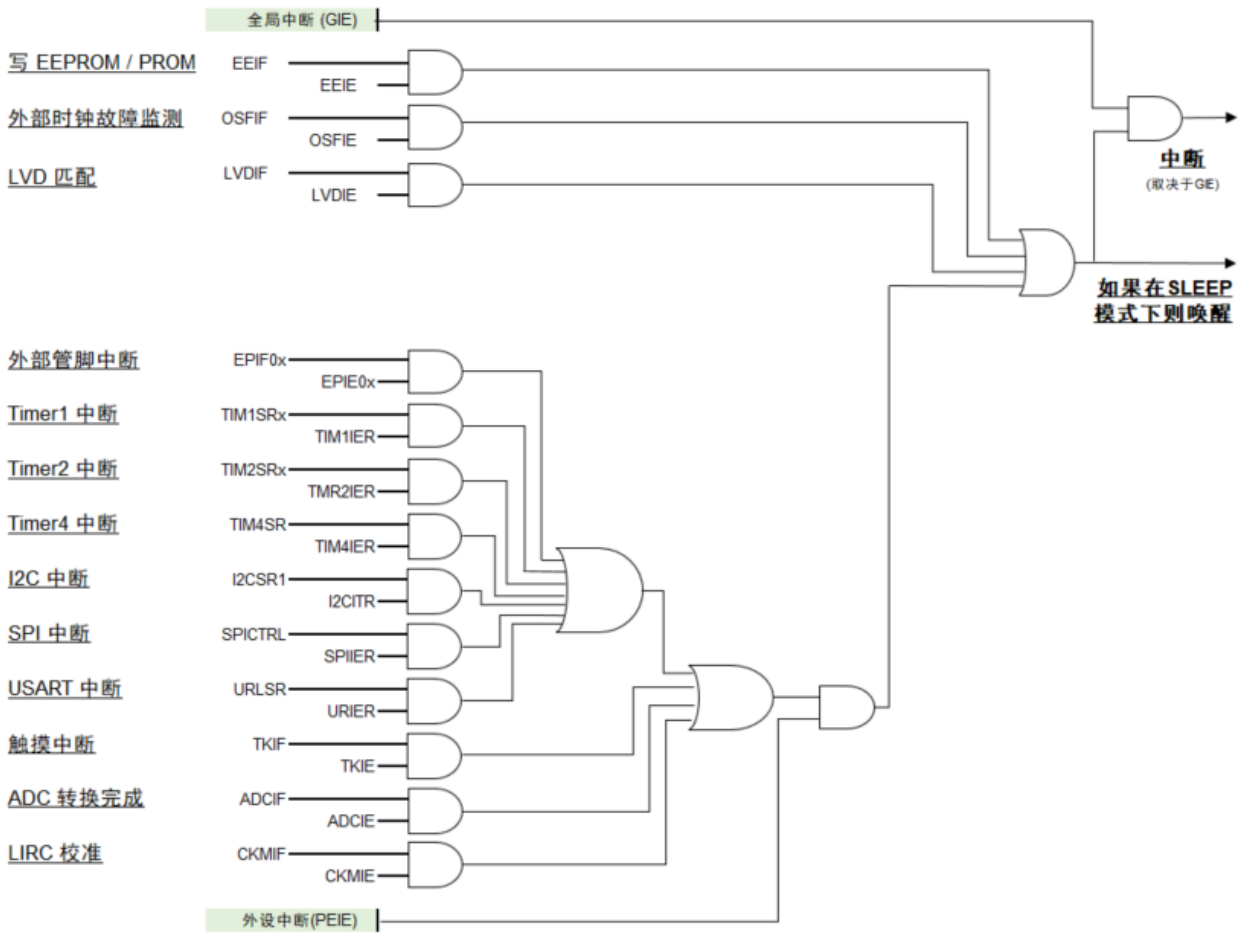 全局中断 (GIE)
写 EEPROM / PROM EEIF
EEIE
外部时钟故障监测 OSFIF
OSFIE
中断
(取决于GIE)
LVD 匹配 LVDIF
LVDIE
如果在SLEEP
模式下则唤醒
外部管脚中断 EPIF0x
EPIE0x
Timer1 中断 TIM1SRx
TIM1IER
Timer2 中断 TIM2SRx
TMR2IER
Timer4 中断 TIM4SR
TIM4IER
I2C 中断 I2CSR1
I2CITR
SPI 中断 SPICTRL
SPIIER
USART 中断 URLSR
URIER
触摸中断 TKIF
TKIE
ADC 转换完成 ADCIF
ADCIE
LIRC 校准 CKMIF
CKMIE
外设中断(PEIE)